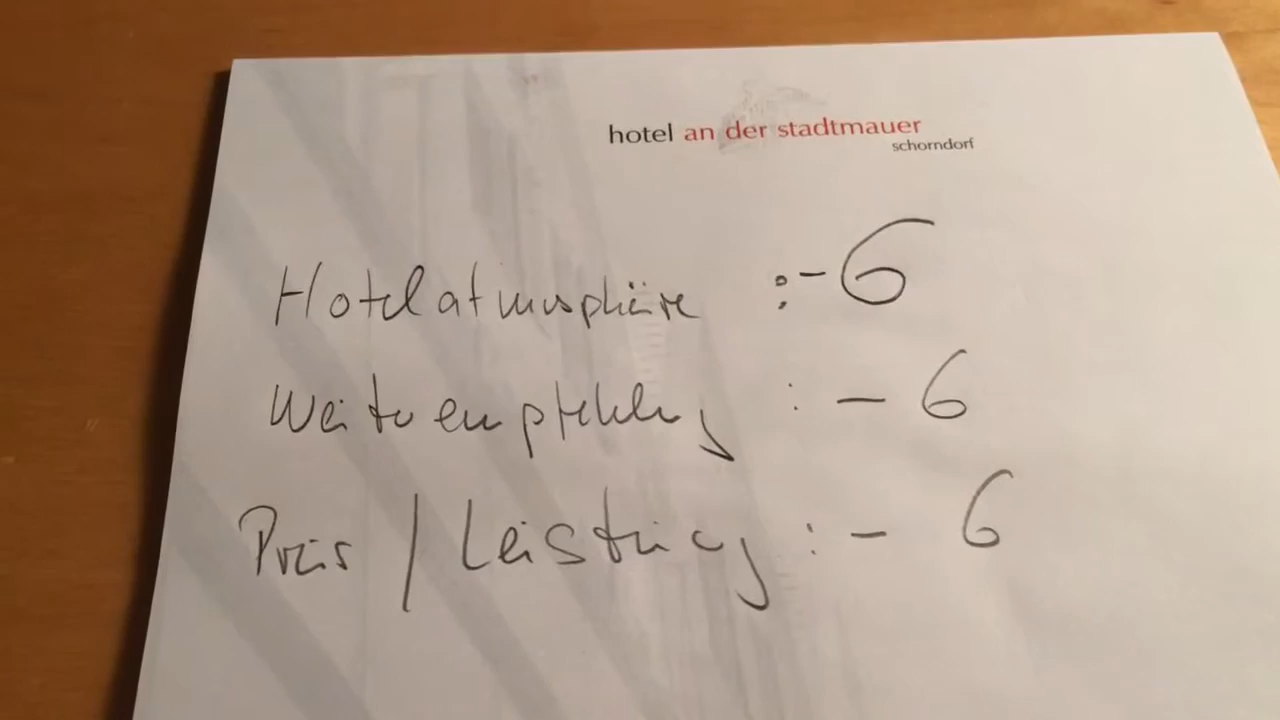 hotel an der stadtmauer
schorndorf
Hotelatmosphäre : - 6
Weiterempfehlung : - 6
Preis / Leistung : - 6